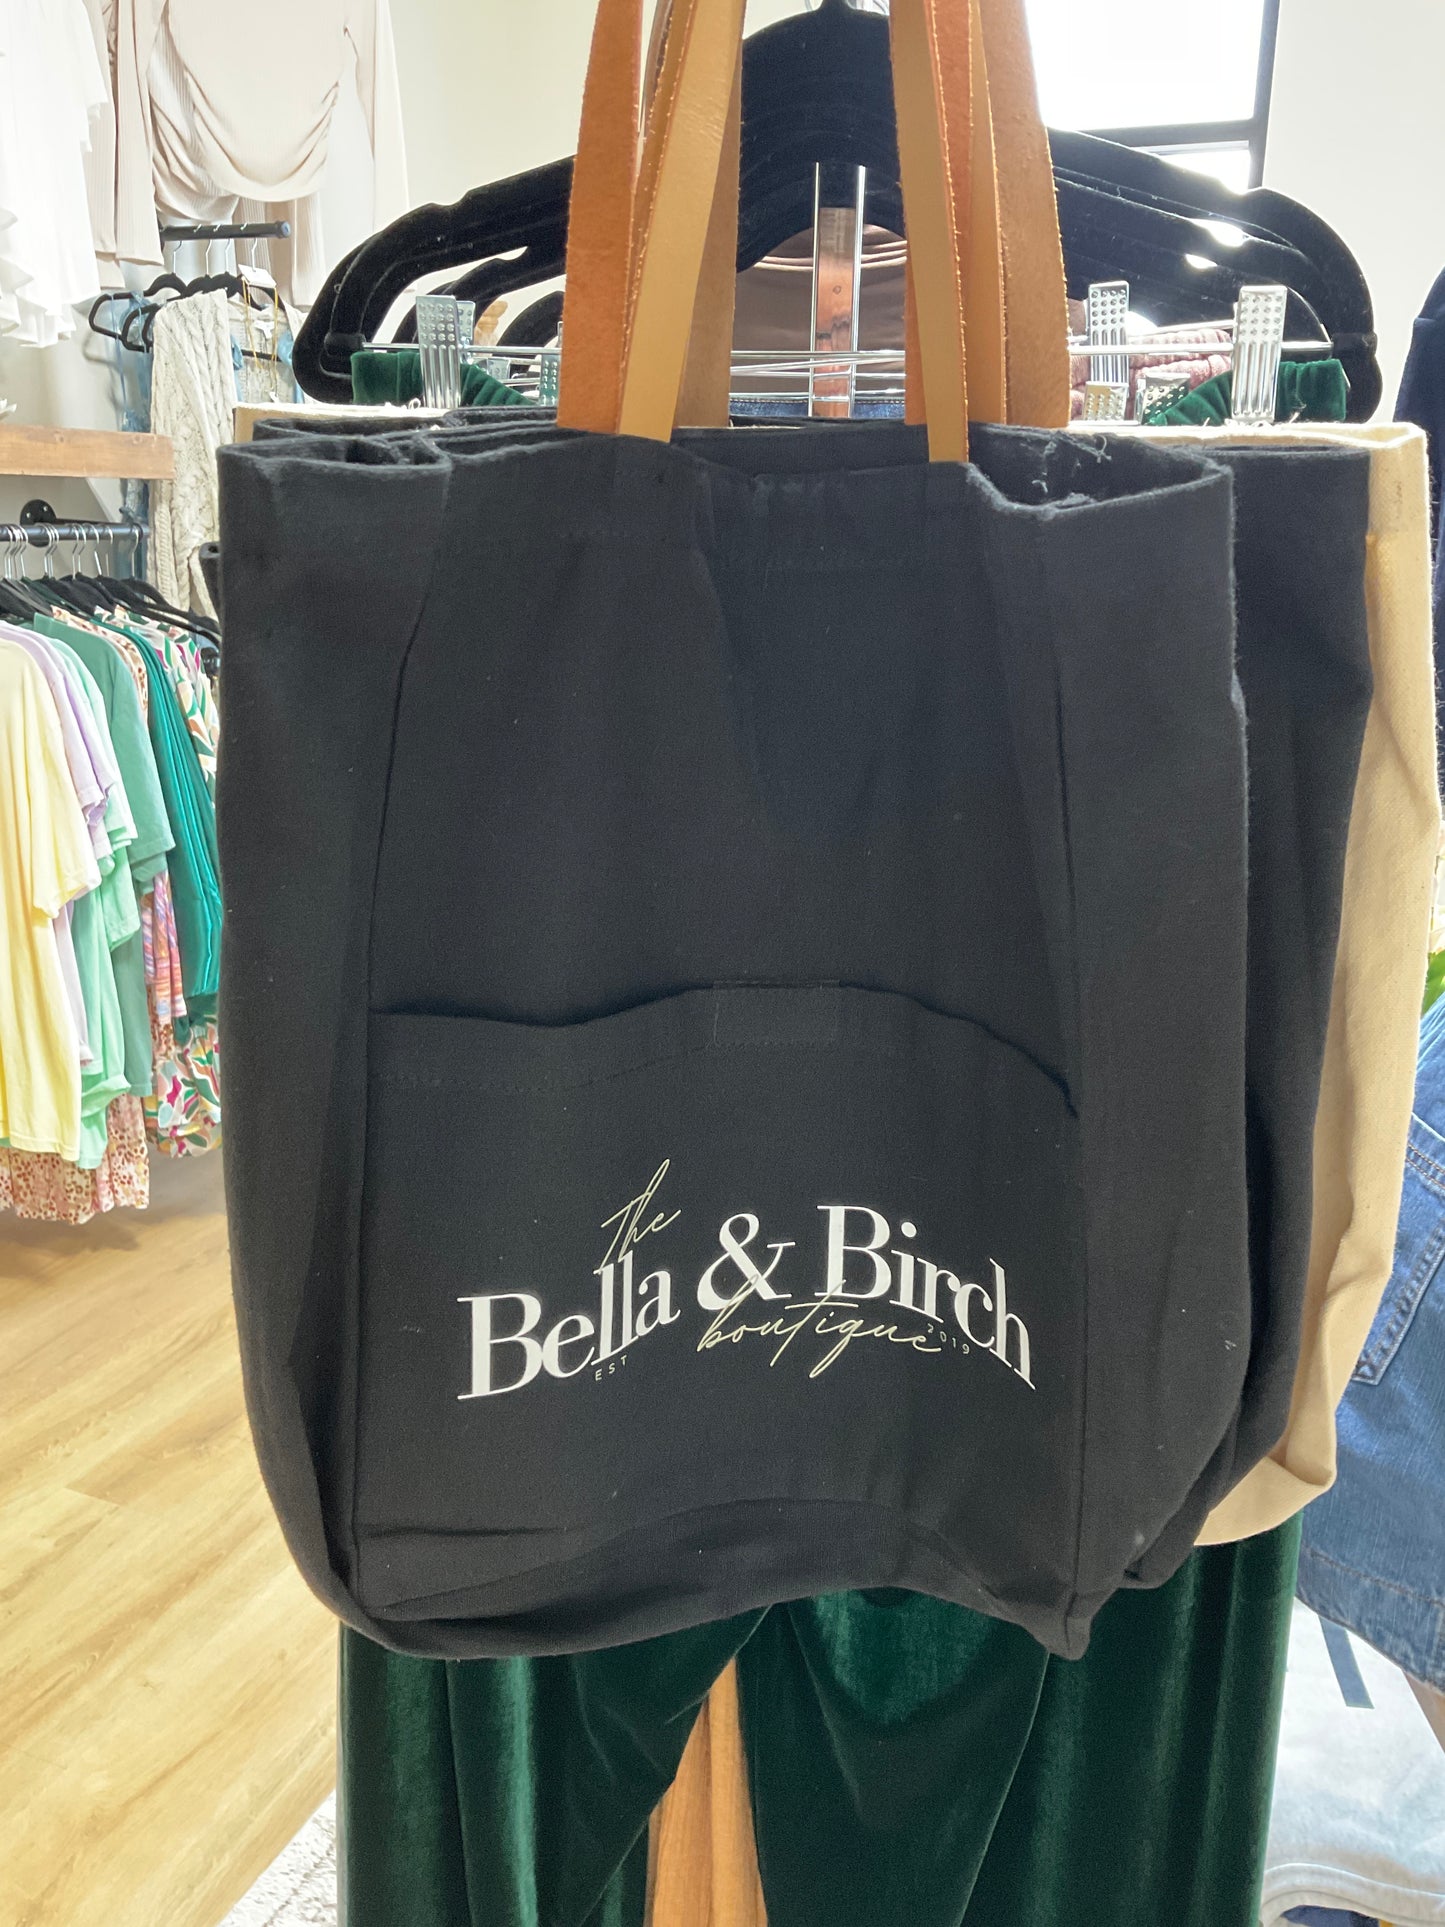 The
Bella & Birch
boutique
EST 2019